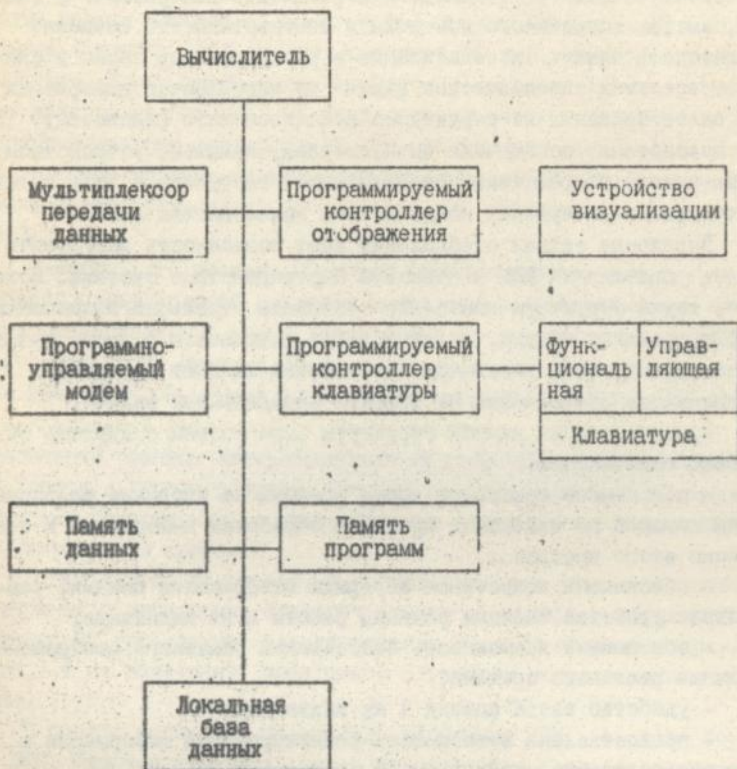 Вычислитель
Мультиплексор
передачи
данных
Программируемый
контроллер
отображения
Устройство
визуализации
Программно-
управляемый
модем
Программируемый
контроллер
клавиатуры
Функ-
циональ
ная
Управ-
ляющая
Клавиатура
Память
данных
Память
программ
Локальная
база
данных